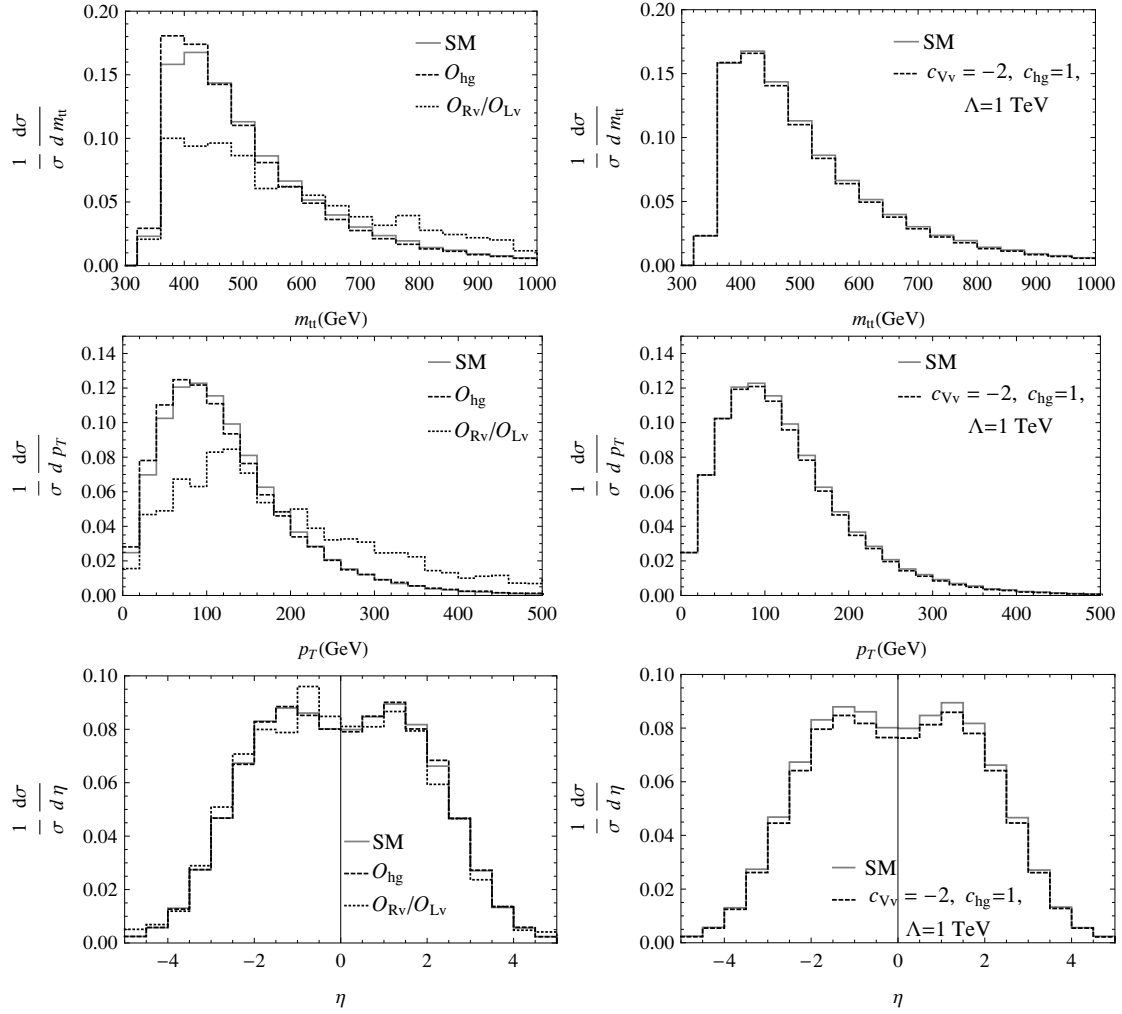 0.20
0.15
0.10
0.05
0.00
300 400 500 600 700 800 900 1000
m_tt(GeV)
1 dσ
σ d m_tt
SM
O_hg
O_Rv/O_Lv
0.20
0.15
0.10
0.05
0.00
300 400 500 600 700 800 900 1000
m_tt(GeV)
1 dσ
σ d m_tt
SM
c_Vv = −2, c_hg=1,
Λ=1 TeV
0.14
0.12
0.10
0.08
0.06
0.04
0.02
0.00
0 100 200 300 400 500
p_T(GeV)
1 dσ
σ d p_T
SM
O_hg
O_Rv/O_Lv
0.14
0.12
0.10
0.08
0.06
0.04
0.02
0.00
0 100 200 300 400 500
p_T(GeV)
1 dσ
σ d p_T
SM
c_Vv = −2, c_hg=1,
Λ=1 TeV
0.10
0.08
0.06
0.04
0.02
0.00
−4 −2 0 2 4
η
1 dσ
σ d η
SM
O_hg
O_Rv/O_Lv
0.10
0.08
0.06
0.04
0.02
0.00
−4 −2 0 2 4
η
1 dσ
σ d η
SM
c_Vv = −2, c_hg=1,
Λ=1 TeV